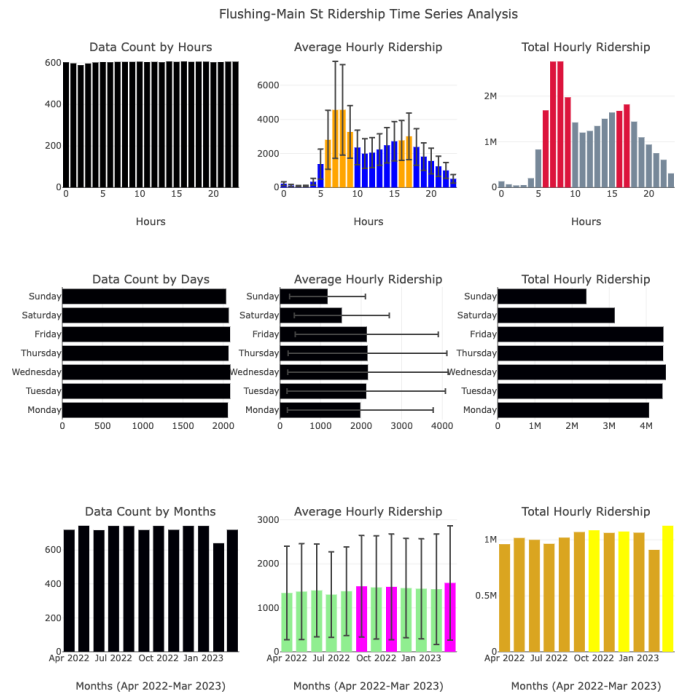 Flushing-Main St Ridership Time Series Analysis
Data Count by Hours
Average Hourly Ridership
Total Hourly Ridership
600
400
200
0
0 5 10 15 20
Hours
6000
4000
2000
0
0 5 10 15 20
Hours
2M
1M
0
0 5 10 15 20
Hours
Data Count by Days
Average Hourly Ridership
Total Hourly Ridership
Sunday
Saturday
Friday
Thursday
Wednesday
Tuesday
Monday
0 500 1000 1500 2000
Sunday
Saturday
Friday
Thursday
Wednesday
Tuesday
Monday
0 1000 2000 3000 4000
Sunday
Saturday
Friday
Thursday
Wednesday
Tuesday
Monday
0 1M 2M 3M 4M
Data Count by Months
Average Hourly Ridership
Total Hourly Ridership
600
400
200
0
Apr 2022 Jul 2022 Oct 2022 Jan 2023
Months (Apr 2022-Mar 2023)
3000
2000
1000
0
Apr 2022 Jul 2022 Oct 2022 Jan 2023
Months (Apr 2022-Mar 2023)
1M
0.5M
0
Apr 2022 Jul 2022 Oct 2022 Jan 2023
Months (Apr 2022-Mar 2023)